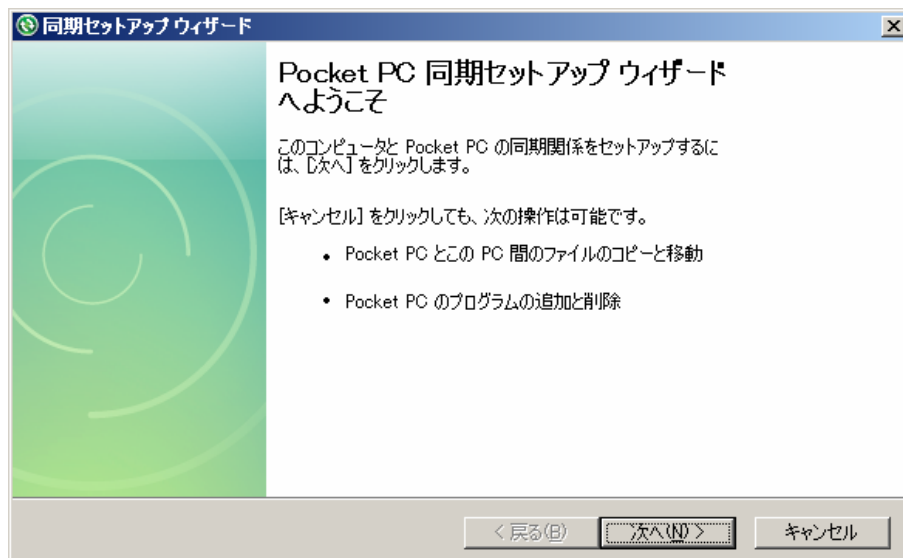 同期セットアップ ウィザード
Pocket PC 同期セットアップ ウィザード
へようこそ
このコンピュータと Pocket PC の同期関係をセットアップするに
は、[次へ] をクリックします。
[キャンセル] をクリックしても、次の操作は可能です。
• Pocket PC とこの PC 間のファイルのコピーと移動
• Pocket PC のプログラムの追加と削除
< 戻る(B) 次へ(N) > キャンセル